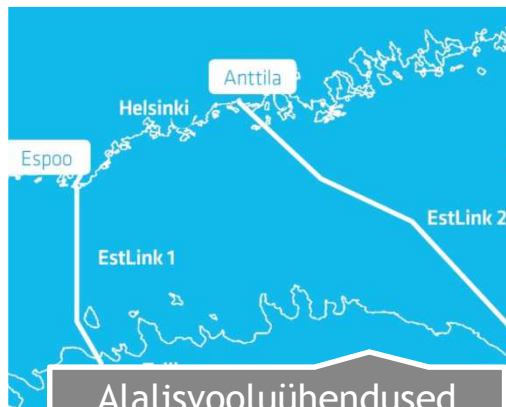 Anttila
Helsinki
Espoo
EstLink 2
EstLink 1
Alalisvooluühendused